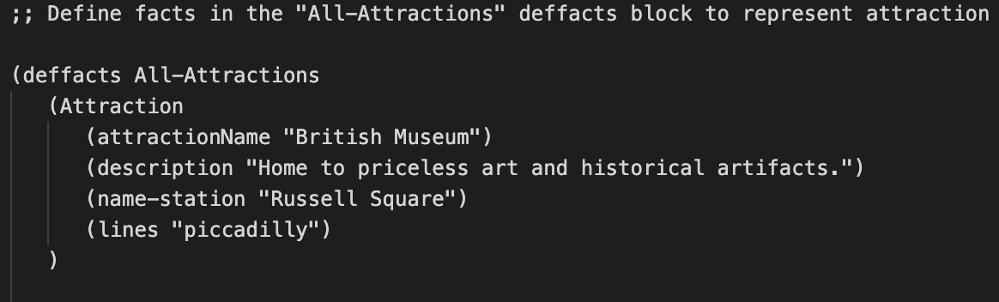 ;; Define facts in the "All-Attractions" deffacts block to represent attraction
(deffacts All-Attractions
(Attraction
(attractionName "British Museum")
(description "Home to priceless art and historical artifacts.")
(name-station "Russell Square")
(lines "piccadilly")
)